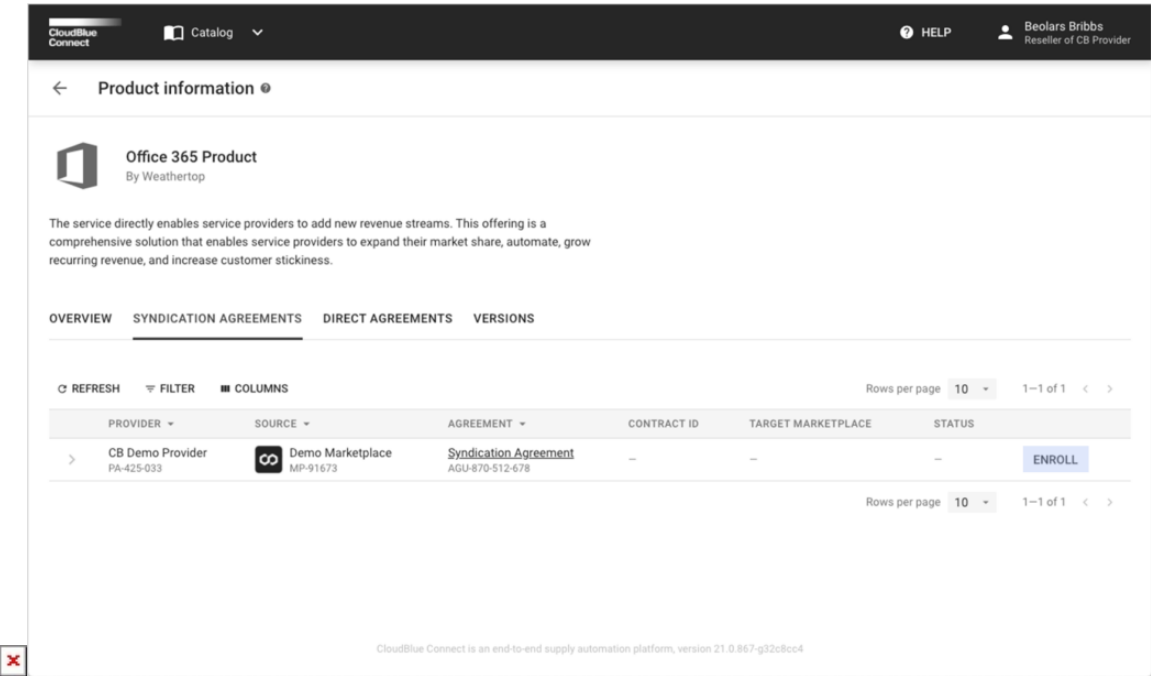 CloudBlue
Connect
Catalog
HELP
Beolars Bribbs
Reseller of CB Provider
Product information
Office 365 Product
By Weathertop
The service directly enables service providers to add new revenue streams. This offering is a
comprehensive solution that enables service providers to expand their market share, automate, grow
recurring revenue, and increase customer stickiness.
OVERVIEW SYNDICATION AGREEMENTS DIRECT AGREEMENTS VERSIONS
REFRESH FILTER COLUMNS Rows per page 10 1—1 of 1
PROVIDER SOURCE AGREEMENT CONTRACT ID TARGET MARKETPLACE STATUS
CB Demo Provider Demo Marketplace Syndication Agreement – – – ENROLL
PA-425-033 MP-91673 AGU-870-512-678
Rows per page 10 1—1 of 1
CloudBlue Connect is an end-to-end supply automation platform, version 21.0.867-g32c8cc4